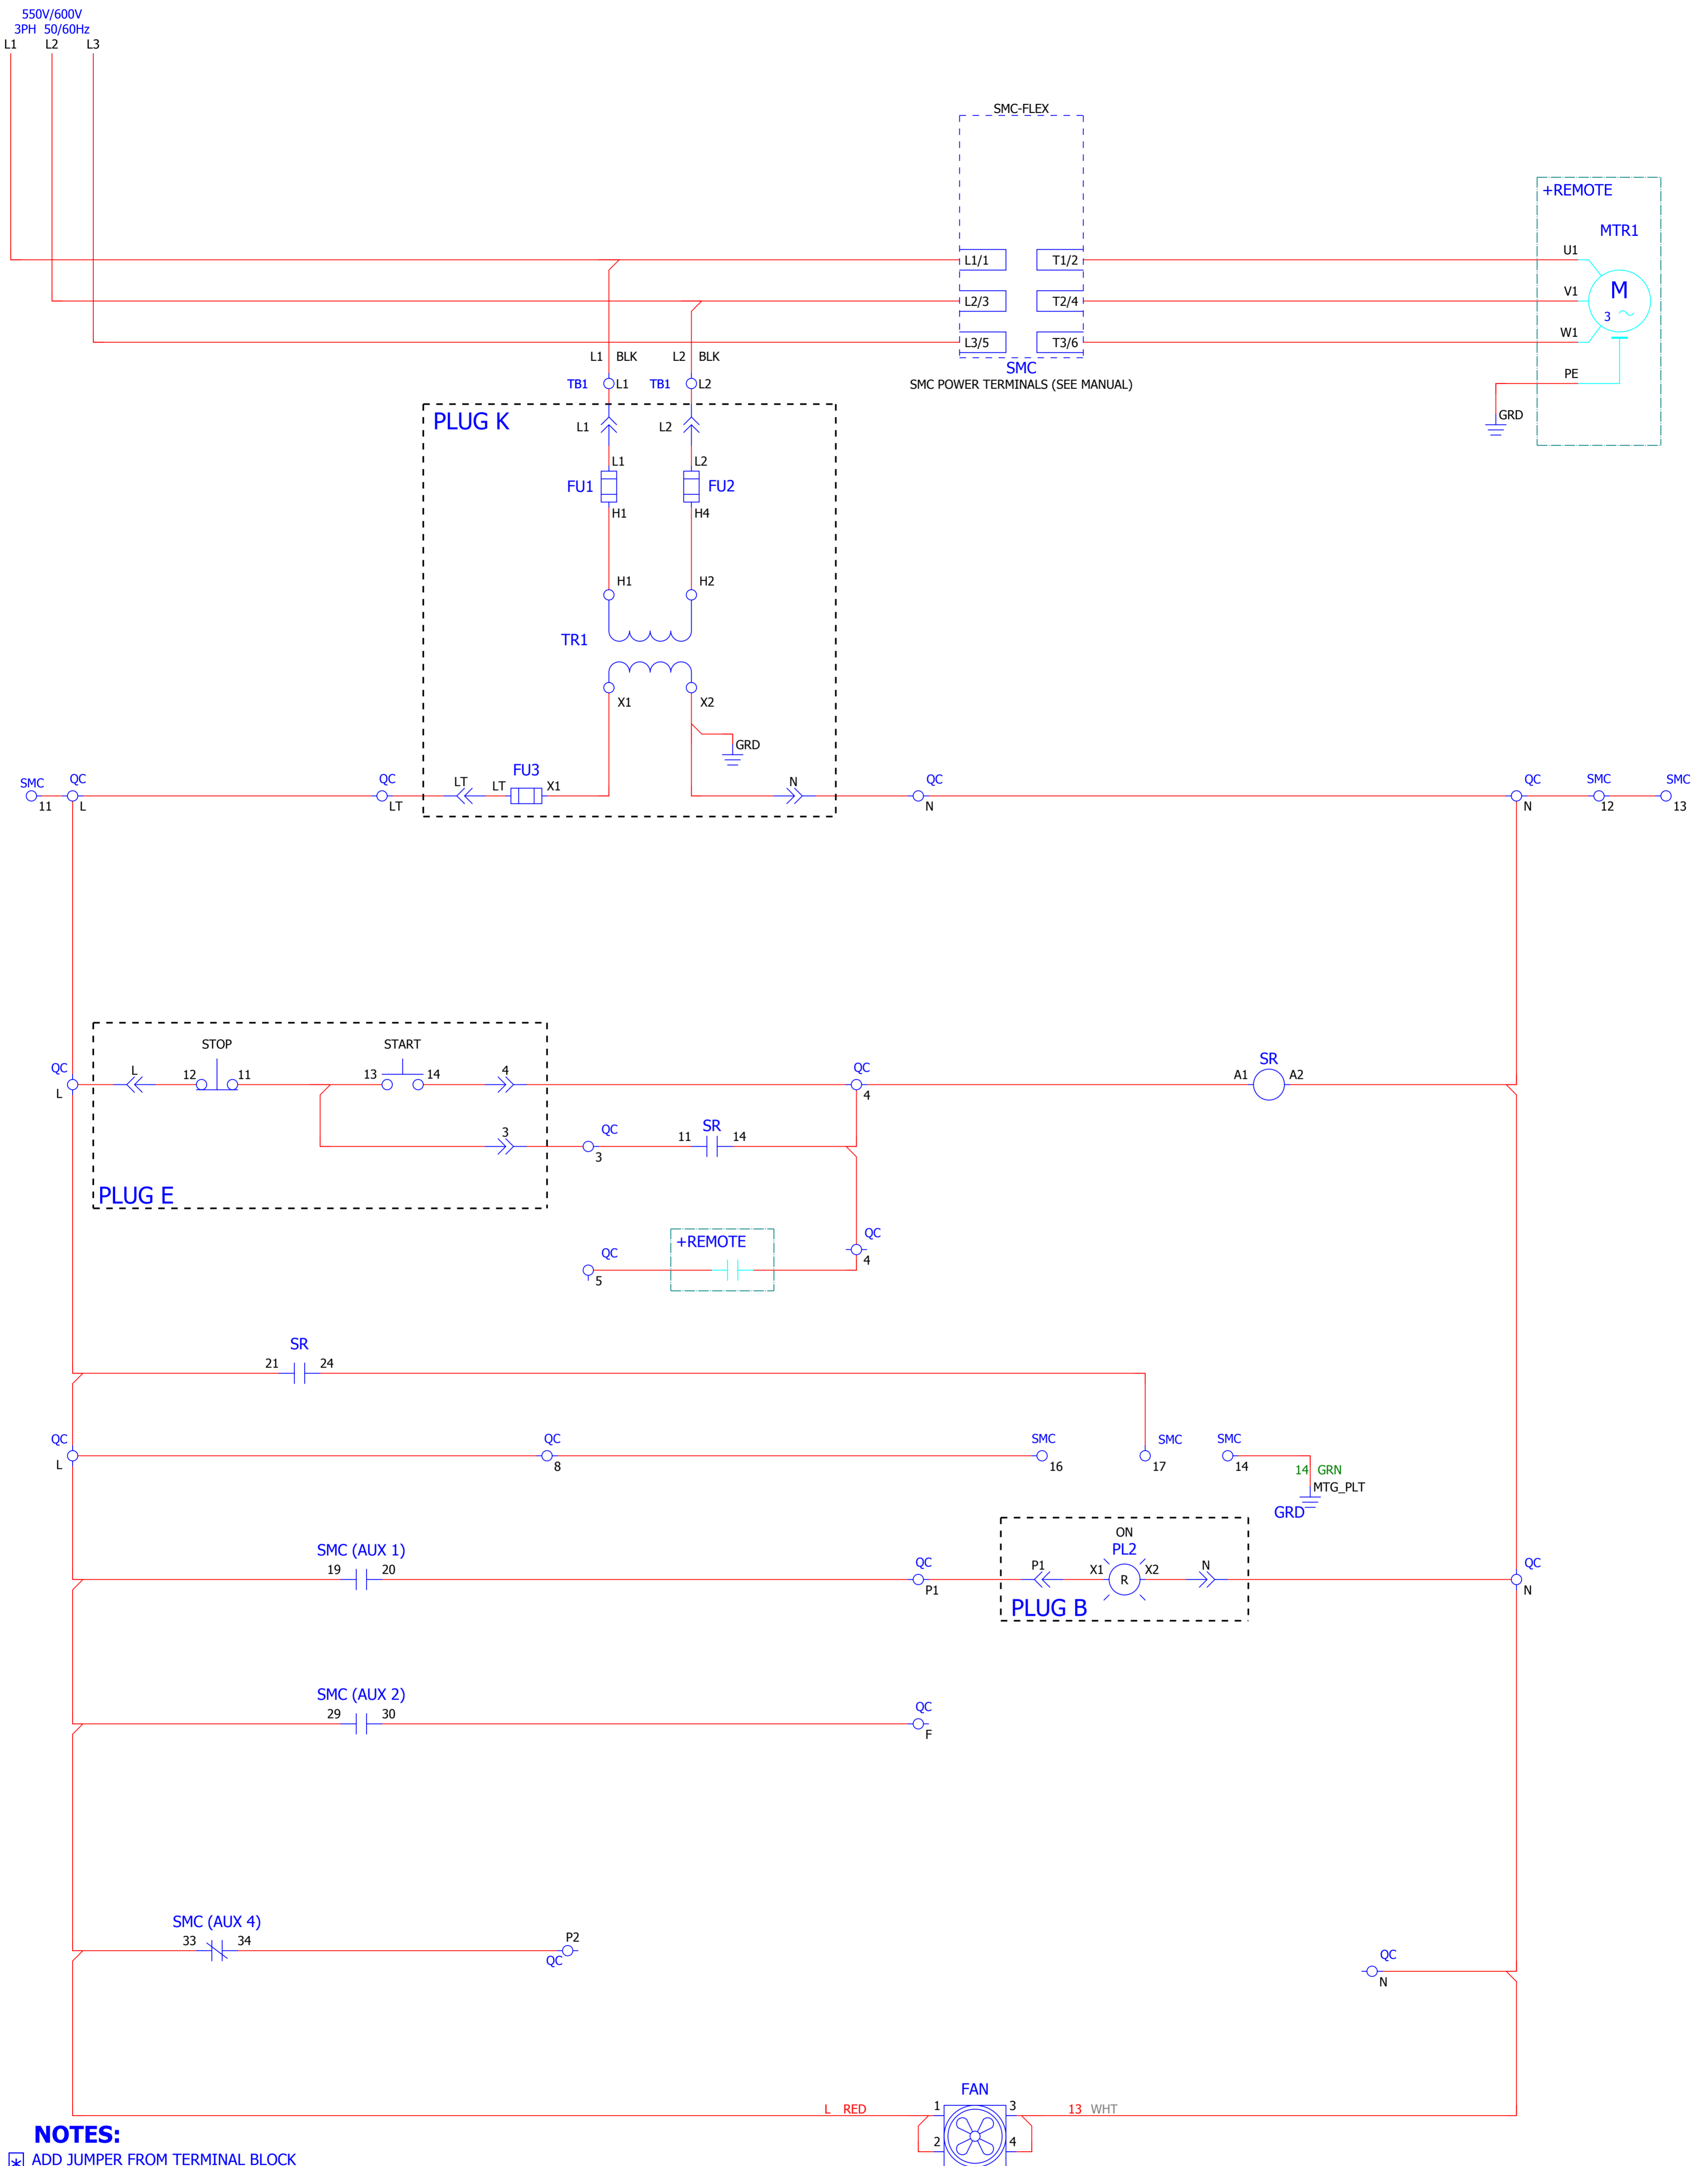 550V/600V
3PH 50/60Hz
L1 L2 L3
SMC-FLEX
+REMOTE
MTR1
L1/1 T1/2 U1
L2/3 T2/4 V1
M
3
L3/5 T3/6 W1
SMC
SMC POWER TERMINALS (SEE MANUAL)
PE
GRD
L1 BLK L2 BLK
TB1 L1 TB1 L2
PLUG K
L1 L2
L1 L2
FU1 FU2
H1 H4
H1 H2
TR1
X1 X2
GRD
SMC QC QC LT LT FU3 X1 N QC QC SMC SMC
11 L LT N N 12 13
STOP START
QC L 12 11 13 14 4 QC SR
L 4 A1 A2
3 QC 11 SR 14
3
PLUG E
+REMOTE
QC QC
5 4
SR
21 24
QC QC SMC SMC SMC
L 8 16 17 14
14 GRN
MTG_PLT
GRD
ON
SMC (AUX 1) PL2
19 20 QC P1 X1 R X2 N QC
P1 N
PLUG B
SMC (AUX 2)
29 30 QC
F
SMC (AUX 4)
33 34 P2
QC QC
N
FAN
L RED 1 3 13 WHT
2 4
NOTES:
* ADD JUMPER FROM TERMINAL BLOCK